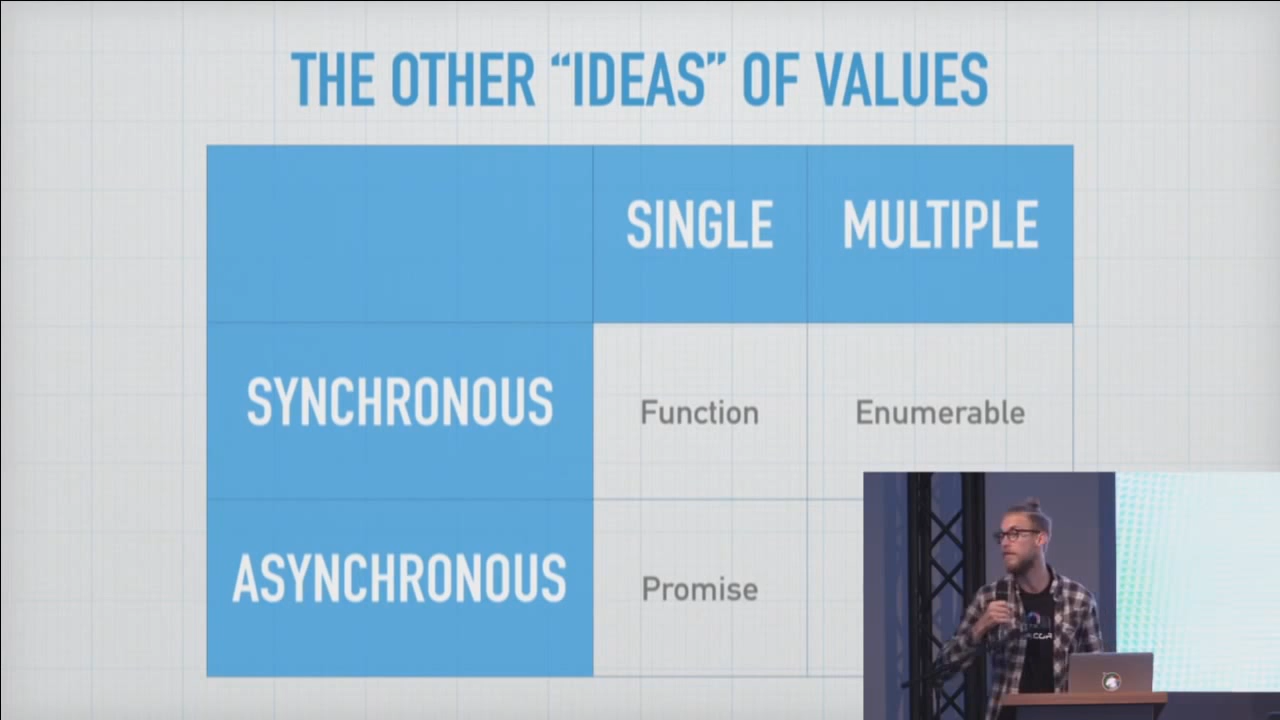 THE OTHER “IDEAS” OF VALUES
SINGLE MULTIPLE
SYNCHRONOUS Function Enumerable
ASYNCHRONOUS Promise